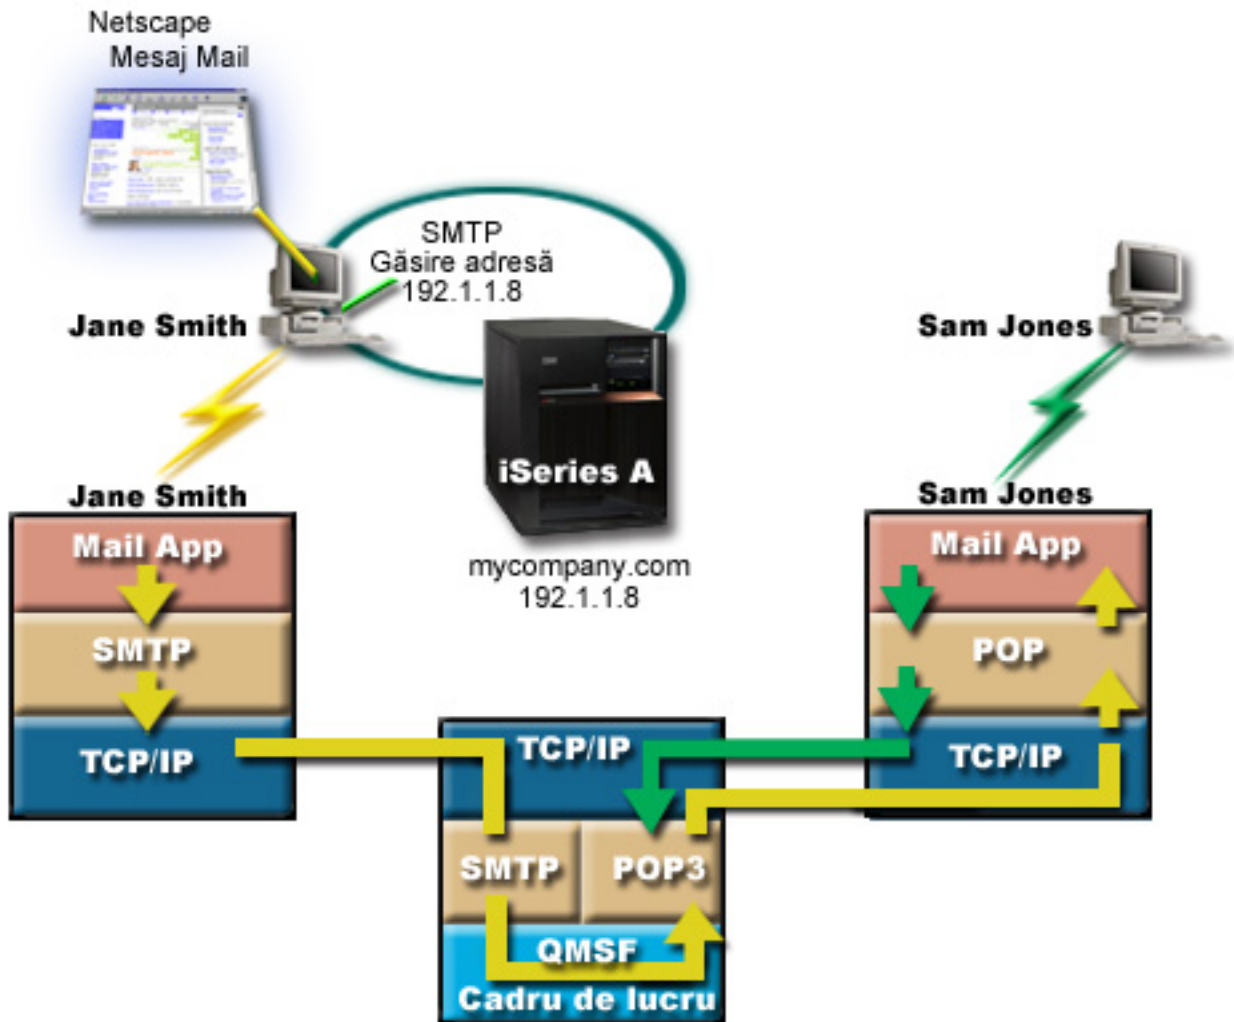 Netscape
Mesaj Mail
SMTP
Găsire adresă
192.1.1.8
Jane Smith
Sam Jones
iSeries A
mycompany.com
192.1.1.8
Jane Smith
Mail App
SMTP
TCP/IP
Sam Jones
Mail App
POP
TCP/IP
TCP/IP
SMTP
POP3
QMSF
Cadru de lucru